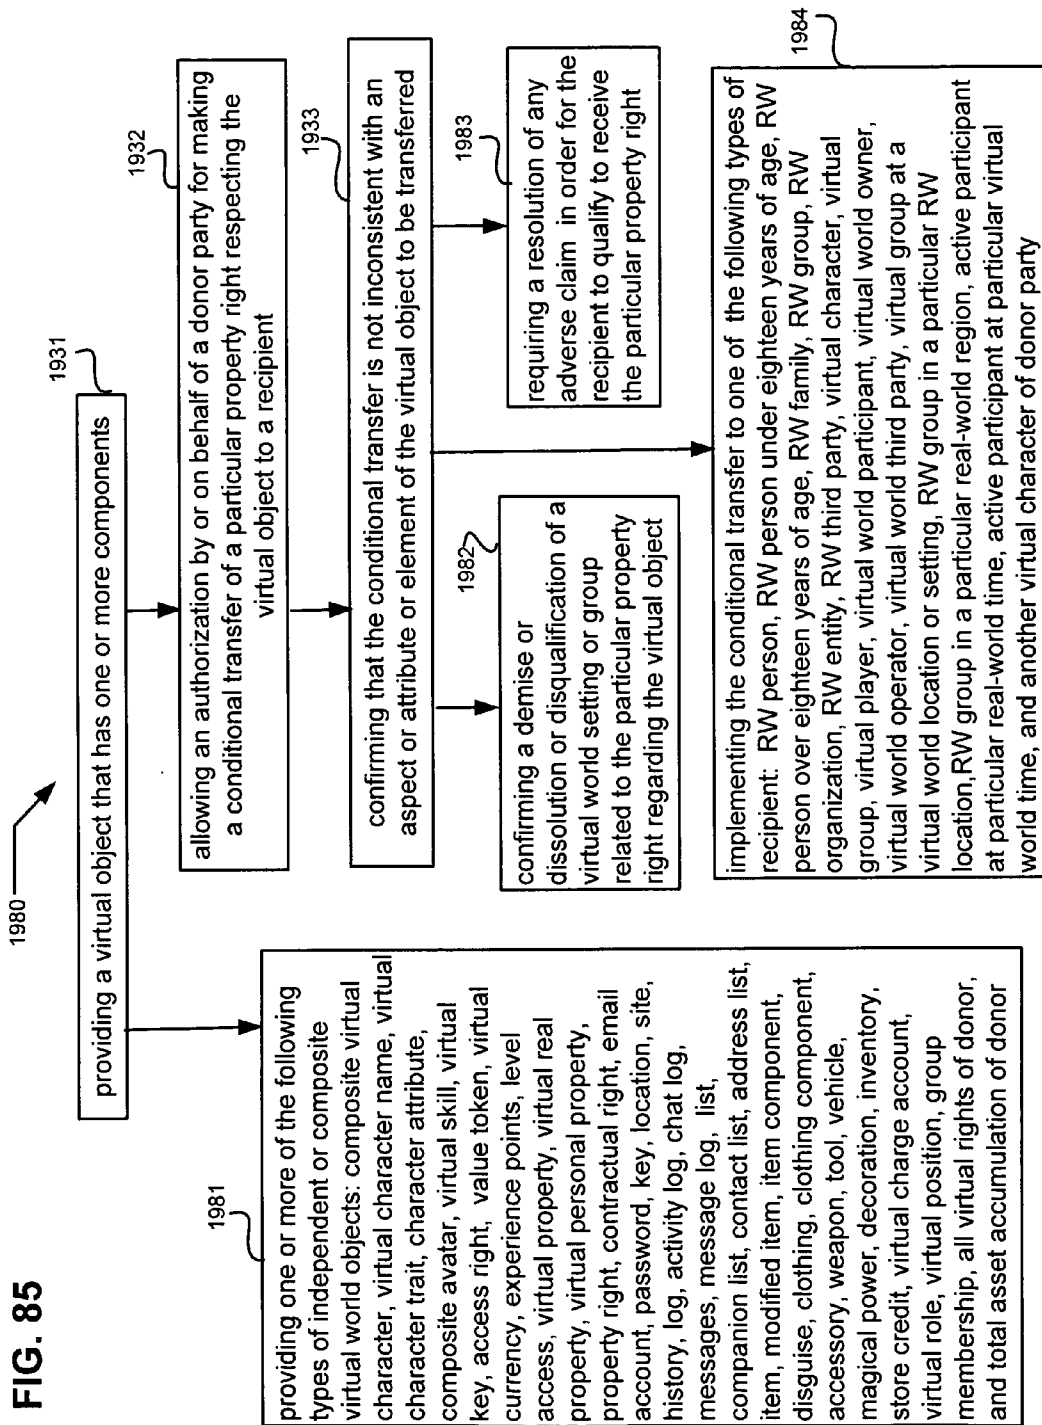 FIG. 85
1980
1931
providing a virtual object that has one or more components
1932
allowing an authorization by or on behalf of a donor party for making
a conditional transfer of a particular property right respecting the
virtual object to a recipient
1933
confirming that the conditional transfer is not inconsistent with an
aspect or attribute or element of the virtual object to be transferred
1981
providing one or more of the following
types of independent or composite
virtual world objects: composite virtual
character, virtual character name, virtual
character trait, character attribute,
composite avatar, virtual skill, virtual
key, access right, value token, virtual
currency, experience points, level
access, virtual property, virtual real
property, virtual personal property,
property right, contractual right, email
account, password, key, location, site,
history, log, activity log, chat log,
messages, message log, list,
companion list, contact list, address list,
item, modified item, item component,
disguise, clothing, clothing component,
accessory, weapon, tool, vehicle,
magical power, decoration, inventory,
store credit, virtual charge account,
virtual role, virtual position, group
membership, all virtual rights of donor,
and total asset accumulation of donor
1982
confirming a demise or
dissolution or disqualification of a
virtual world setting or group
related to the particular property
right regarding the virtual object
1983
requiring a resolution of any
adverse claim in order for the
recipient to qualify to receive
the particular property right
1984
implementing the conditional transfer to one of the following types of
recipient: RW person, RW person under eighteen years of age, RW
person over eighteen years of age, RW family, RW group, RW
organization, RW entity, RW third party, virtual character, virtual
group, virtual player, virtual world participant, virtual world owner,
virtual world operator, virtual world third party, virtual group at a
virtual world location or setting, RW group in a particular RW
location,RW group in a particular real-world region, active participant
at particular real-world time, active participant at particular virtual
world time, and another virtual character of donor party